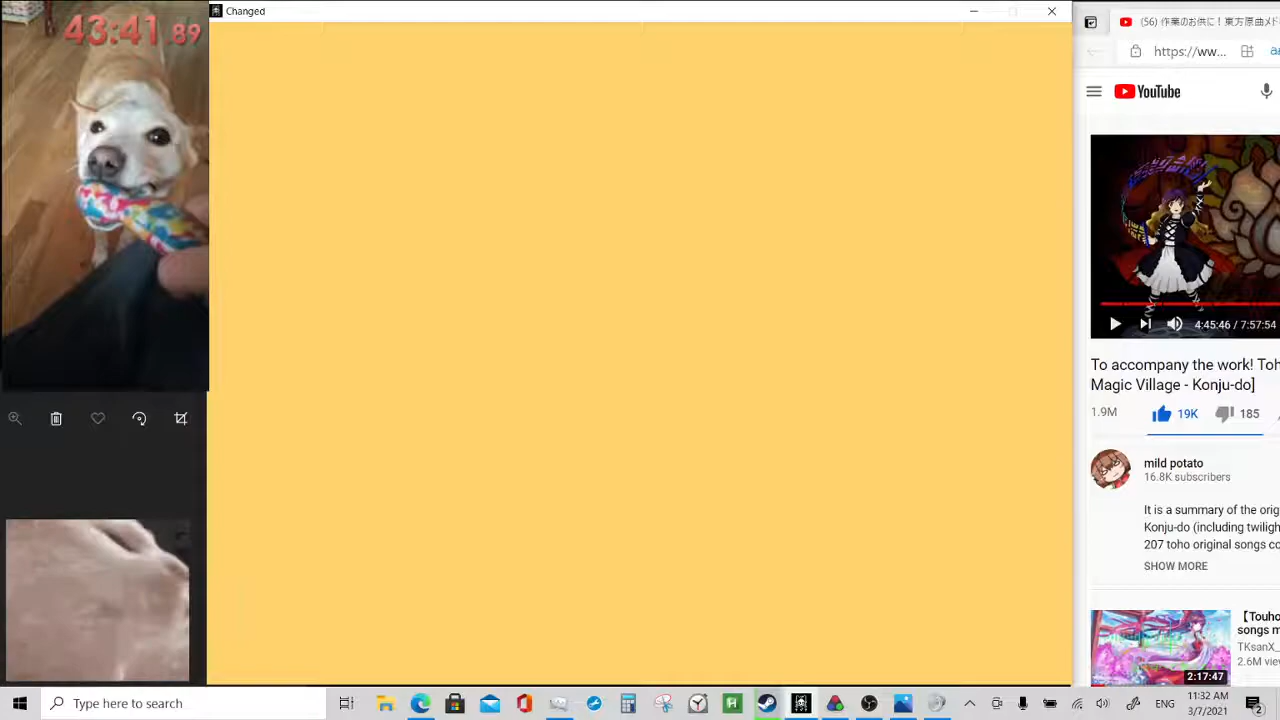 43:41.89
Changed
(56) 作業のお供に！東方原曲メド
https://ww...
YouTube
4:45:46 / 7:57:54
To accompany the work! Toh
Magic Village - Konju-do]
1.9M
19K
185
mild potato
16.8K subscribers
It is a summary of the orig
Konju-do (including twiligh
207 toho original songs co
SHOW MORE
【Touho
songs m
TKsanX_
2.6M view
2:17:47
Type here to search
ENG
11:32 AM
3/7/2021
2